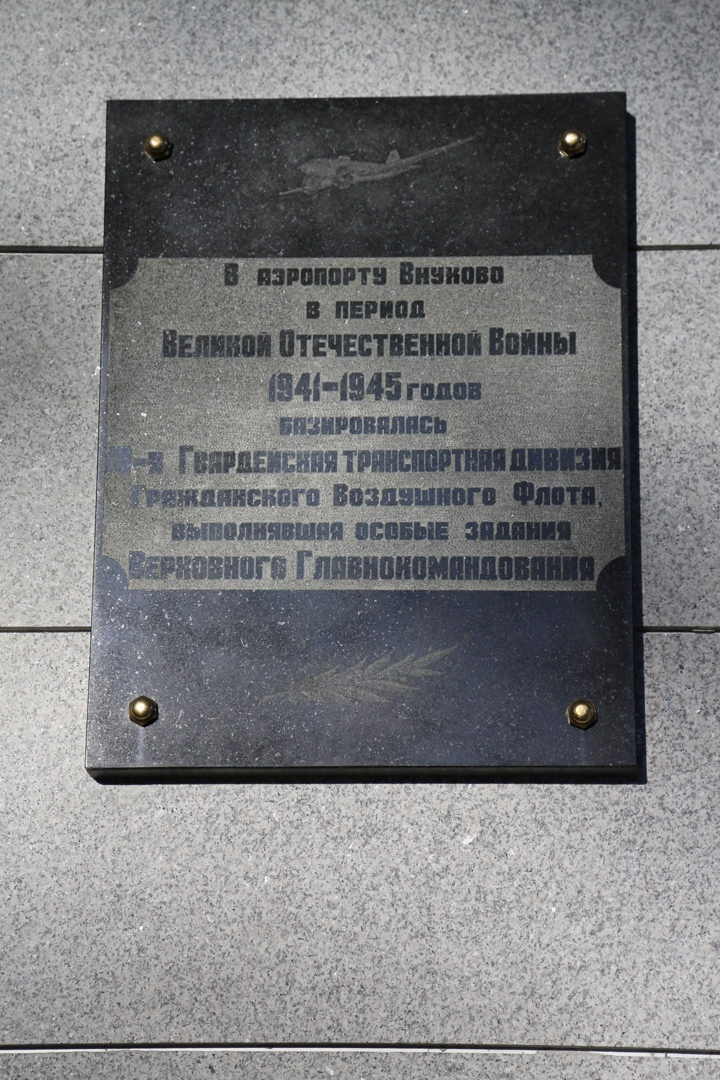 В аэропорту Внуково
в период
Великой Отечественной Войны
1941-1945 годов
базировалась
Гвардейская транспортная дивизия
Гражданского Воздушного Флота,
выполнявшая особые задания
Верховного Главнокомандования